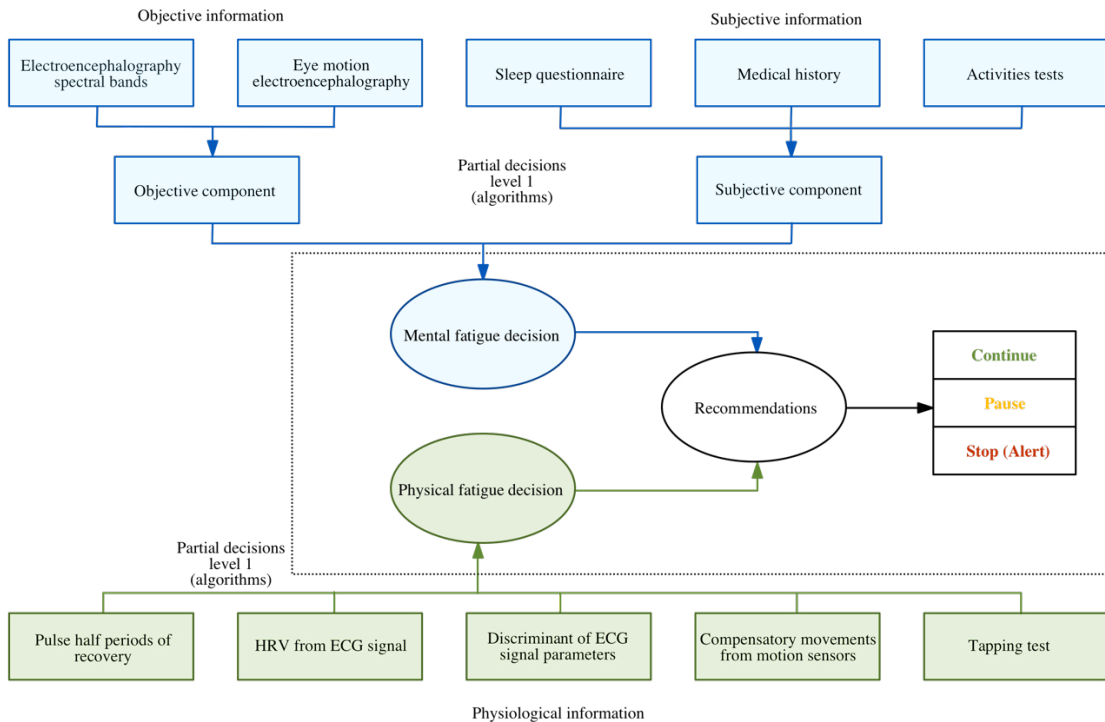 Objective information
Subjective information
Electroencephalography
spectral bands
Eye motion
electroencephalography
Sleep questionnaire
Medical history
Activities tests
Objective component
Partial decisions
level 1
(algorithms)
Subjective component
Mental fatigue decision
Recommendations
Continue
Pause
Stop (Alert)
Physical fatigue decision
Partial decisions
level 1
(algorithms)
Pulse half periods of
recovery
HRV from ECG signal
Discriminant of ECG
signal parameters
Compensatory movements
from motion sensors
Tapping test
Physiological information